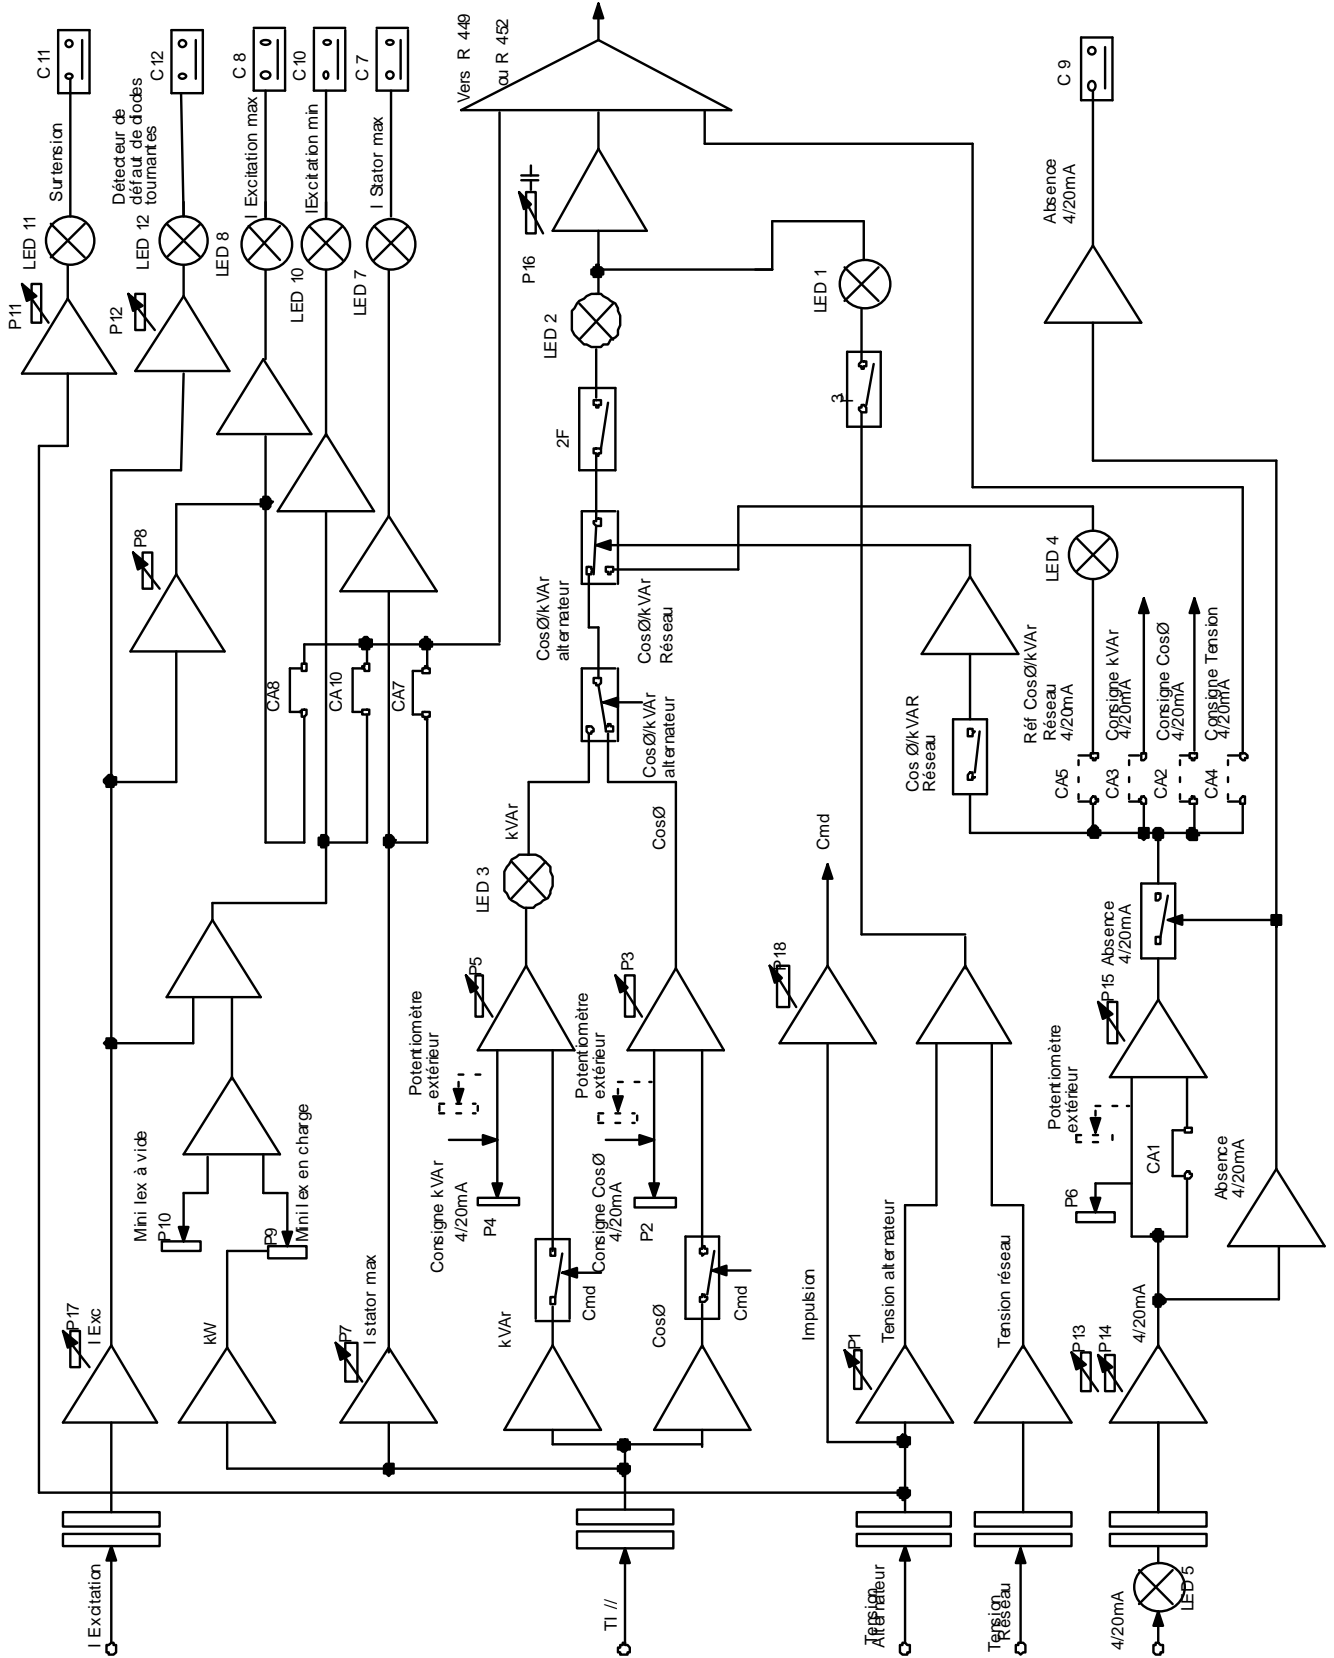 C 11
C 12
C 8
C 10
C 7
Surtension
Détecteur de
défaut de diodes
tournantes
I Excitation max
I Excitation min
I Stator max
Vers R 449
ou R 452
C 9
Absence
4/20mA
LED 11
LED 12
LED 8
LED 10
LED 7
P11
P12
P16
LED 2
LED 1
2F
3F
P8
CA8
CA10
CA7
CosØ/kVAr
alternateur
CosØ/kVAr
Réseau
CosØ/kVAr
alternateur
LED 4
Réf CosØ/kVAr
Réseau
4/20mA
Consigne kVAr
4/20mA
Consigne CosØ
4/20mA
Consigne Tension
4/20mA
Cos Ø/kVAR
Réseau
CA5
CA3
CA2
CA4
kVAr
CosØ
Cmd
LED 3
P5
P3
P18
P15
Absence
4/20mA
Potentiomètre
extérieur
Potentiomètre
extérieur
Potentiomètre
extérieur
Consigne kVAr
4/20mA
Consigne CosØ
4/20mA
P4
P2
P6
CA1
Absence
4/20mA
Mini Iex à vide
P10
P9
Mini Iex en charge
P17
I Exc
kW
P7
I stator max
kVAr
Cmd
CosØ
Cmd
Impulsion
P1
Tension alternateur
Tension réseau
P13
P14
4/20mA
I Excitation
TI //
Tension
Alternateur
Tension
Réseau
4/20mA
LED 5